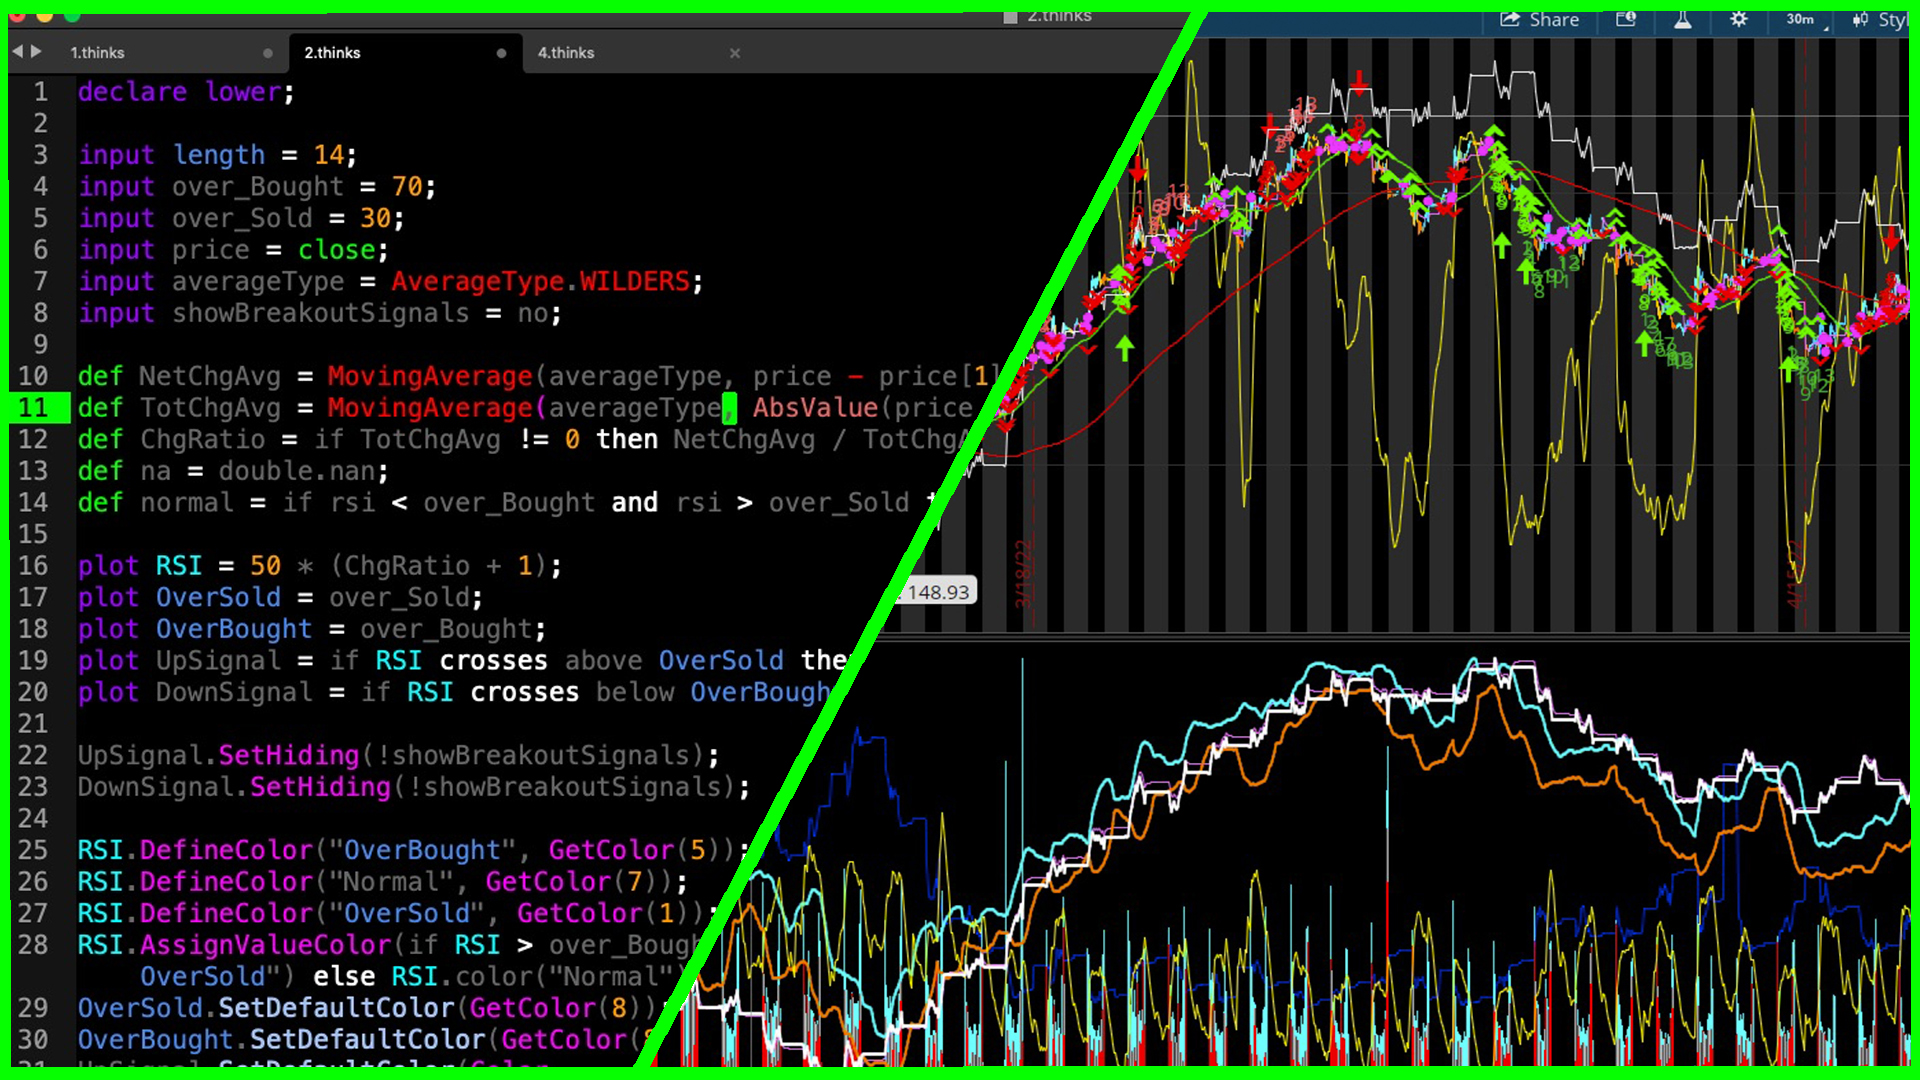 2.thinks
1.thinks
2.thinks
4.thinks
1 declare lower;
2
3 input length = 14;
4 input over_Bought = 70;
5 input over_Sold = 30;
6 input price = close;
7 input averageType = AverageType.WILDERS;
8 input showBreakoutSignals = no;
9
10 def NetChgAvg = MovingAverage(averageType, price - price[1]
11 def TotChgAvg = MovingAverage(averageType, AbsValue(price
12 def ChgRatio = if TotChgAvg != 0 then NetChgAvg / TotChgA
13 def na = double.nan;
14 def normal = if rsi < over_Bought and rsi > over_Sold
15
16 plot RSI = 50 * (ChgRatio + 1);
17 plot OverSold = over_Sold;
18 plot OverBought = over_Bought;
19 plot UpSignal = if RSI crosses above OverSold the
20 plot DownSignal = if RSI crosses below OverBough
21
22 UpSignal.SetHiding(!showBreakoutSignals);
23 DownSignal.SetHiding(!showBreakoutSignals);
24
25 RSI.DefineColor("OverBought", GetColor(5));
26 RSI.DefineColor("Normal", GetColor(7));
27 RSI.DefineColor("OverSold", GetColor(1));
28 RSI.AssignValueColor(if RSI > over_Bough
OverSold") else RSI.color("Normal")
29 OverSold.SetDefaultColor(GetColor(8));
30 OverBought.SetDefaultColor(GetColor(
Share
30m
Styl
148.93
3/18/22